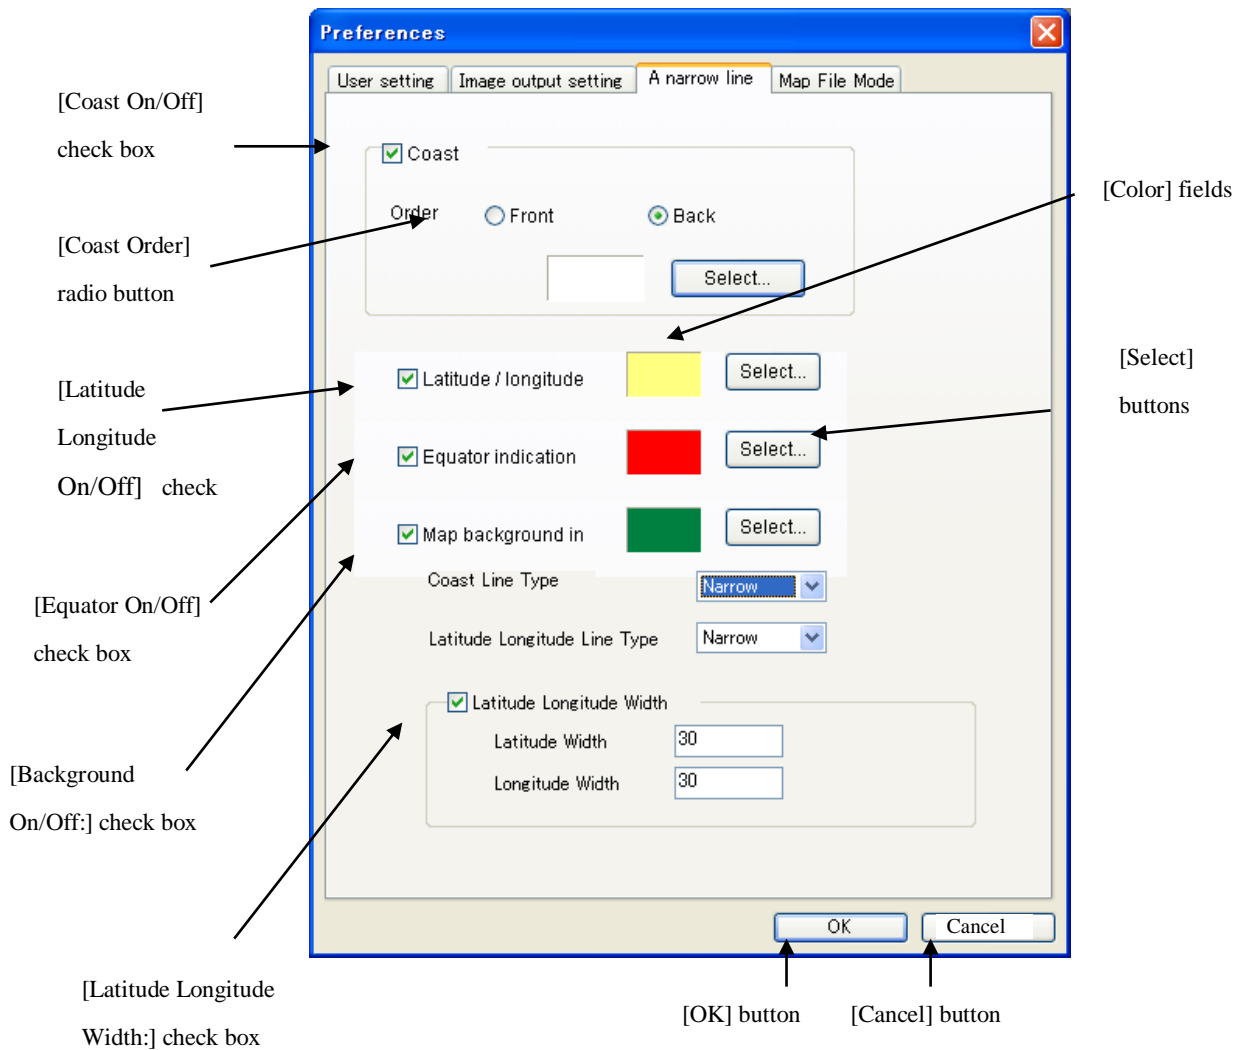 Preferences
User setting
Image output setting
A narrow line
Map File Mode
[Coast On/Off]
check box
Coast
[Color] fields
Order
Front
Back
[Coast Order]
radio button
Select...
[Select]
buttons
[Latitude
Longitude
On/Off] check
Latitude / longitude
Select...
Equator indication
Select...
Map background in
Select...
Coast Line Type
Narrow
[Equator On/Off]
check box
Latitude Longitude Line Type
Narrow
Latitude Longitude Width
Latitude Width
30
Longitude Width
30
[Background
On/Off:] check box
OK
Cancel
[Latitude Longitude
Width:] check box
[OK] button
[Cancel] button